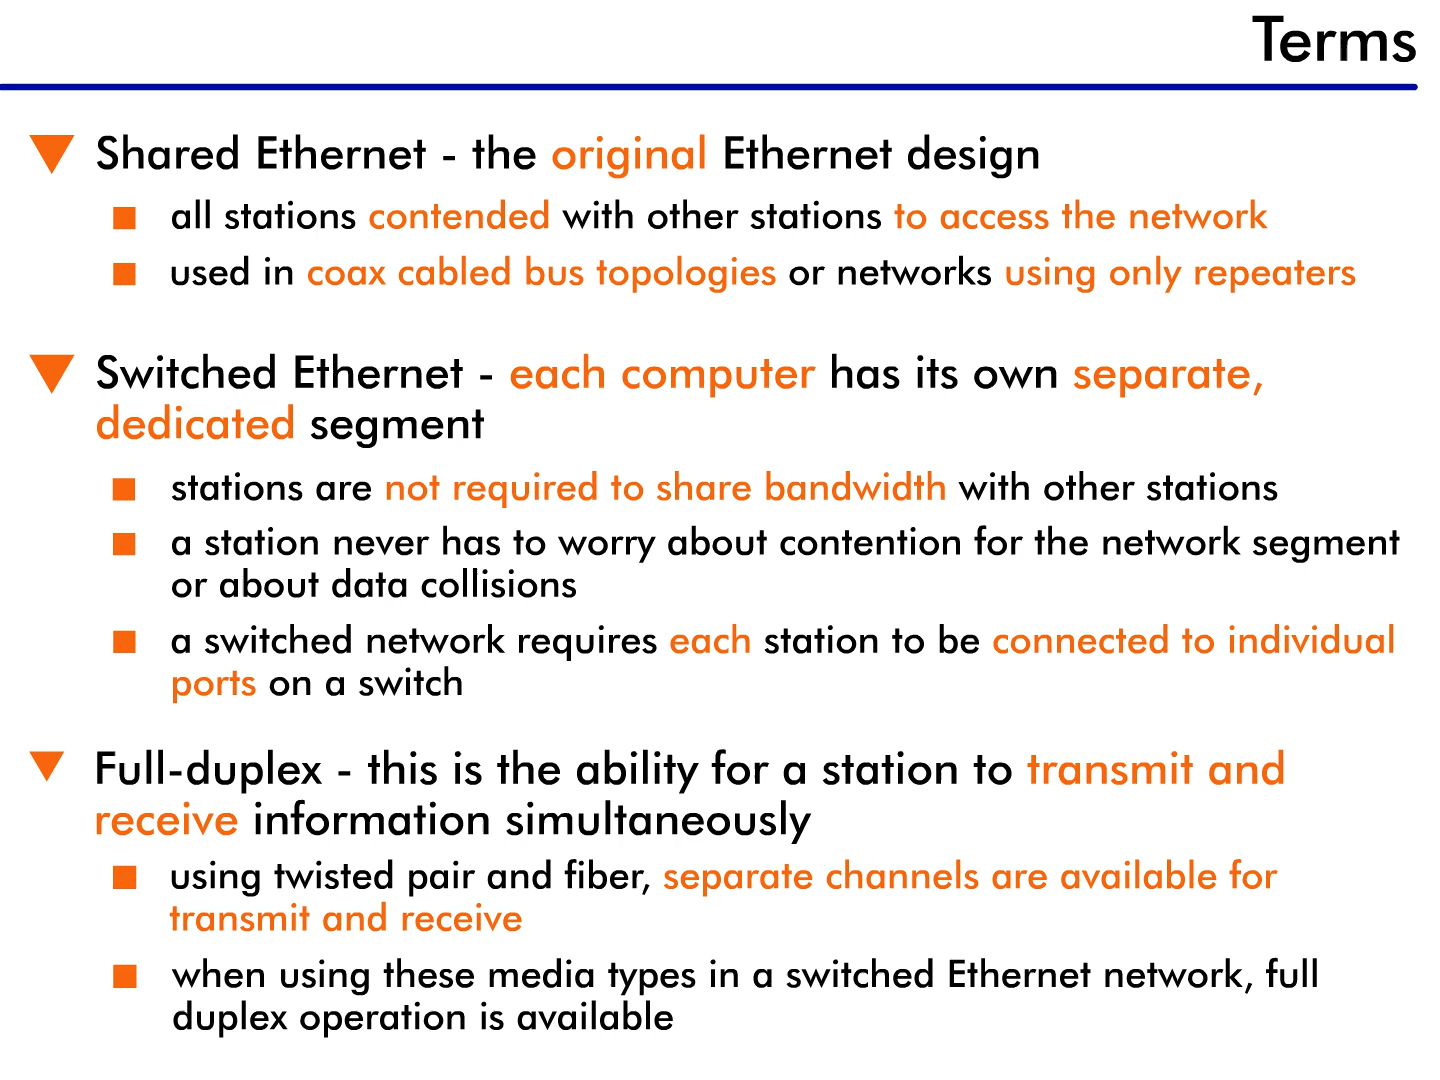 Terms
Shared Ethernet - the original Ethernet design
all stations contended with other stations to access the network
used in coax cabled bus topologies or networks using only repeaters
Switched Ethernet - each computer has its own separate,
dedicated segment
stations are not required to share bandwidth with other stations
a station never has to worry about contention for the network segment
or about data collisions
a switched network requires each station to be connected to individual
ports on a switch
Full-duplex - this is the ability for a station to transmit and
receive information simultaneously
using twisted pair and fiber, separate channels are available for
transmit and receive
when using these media types in a switched Ethernet network, full
duplex operation is available